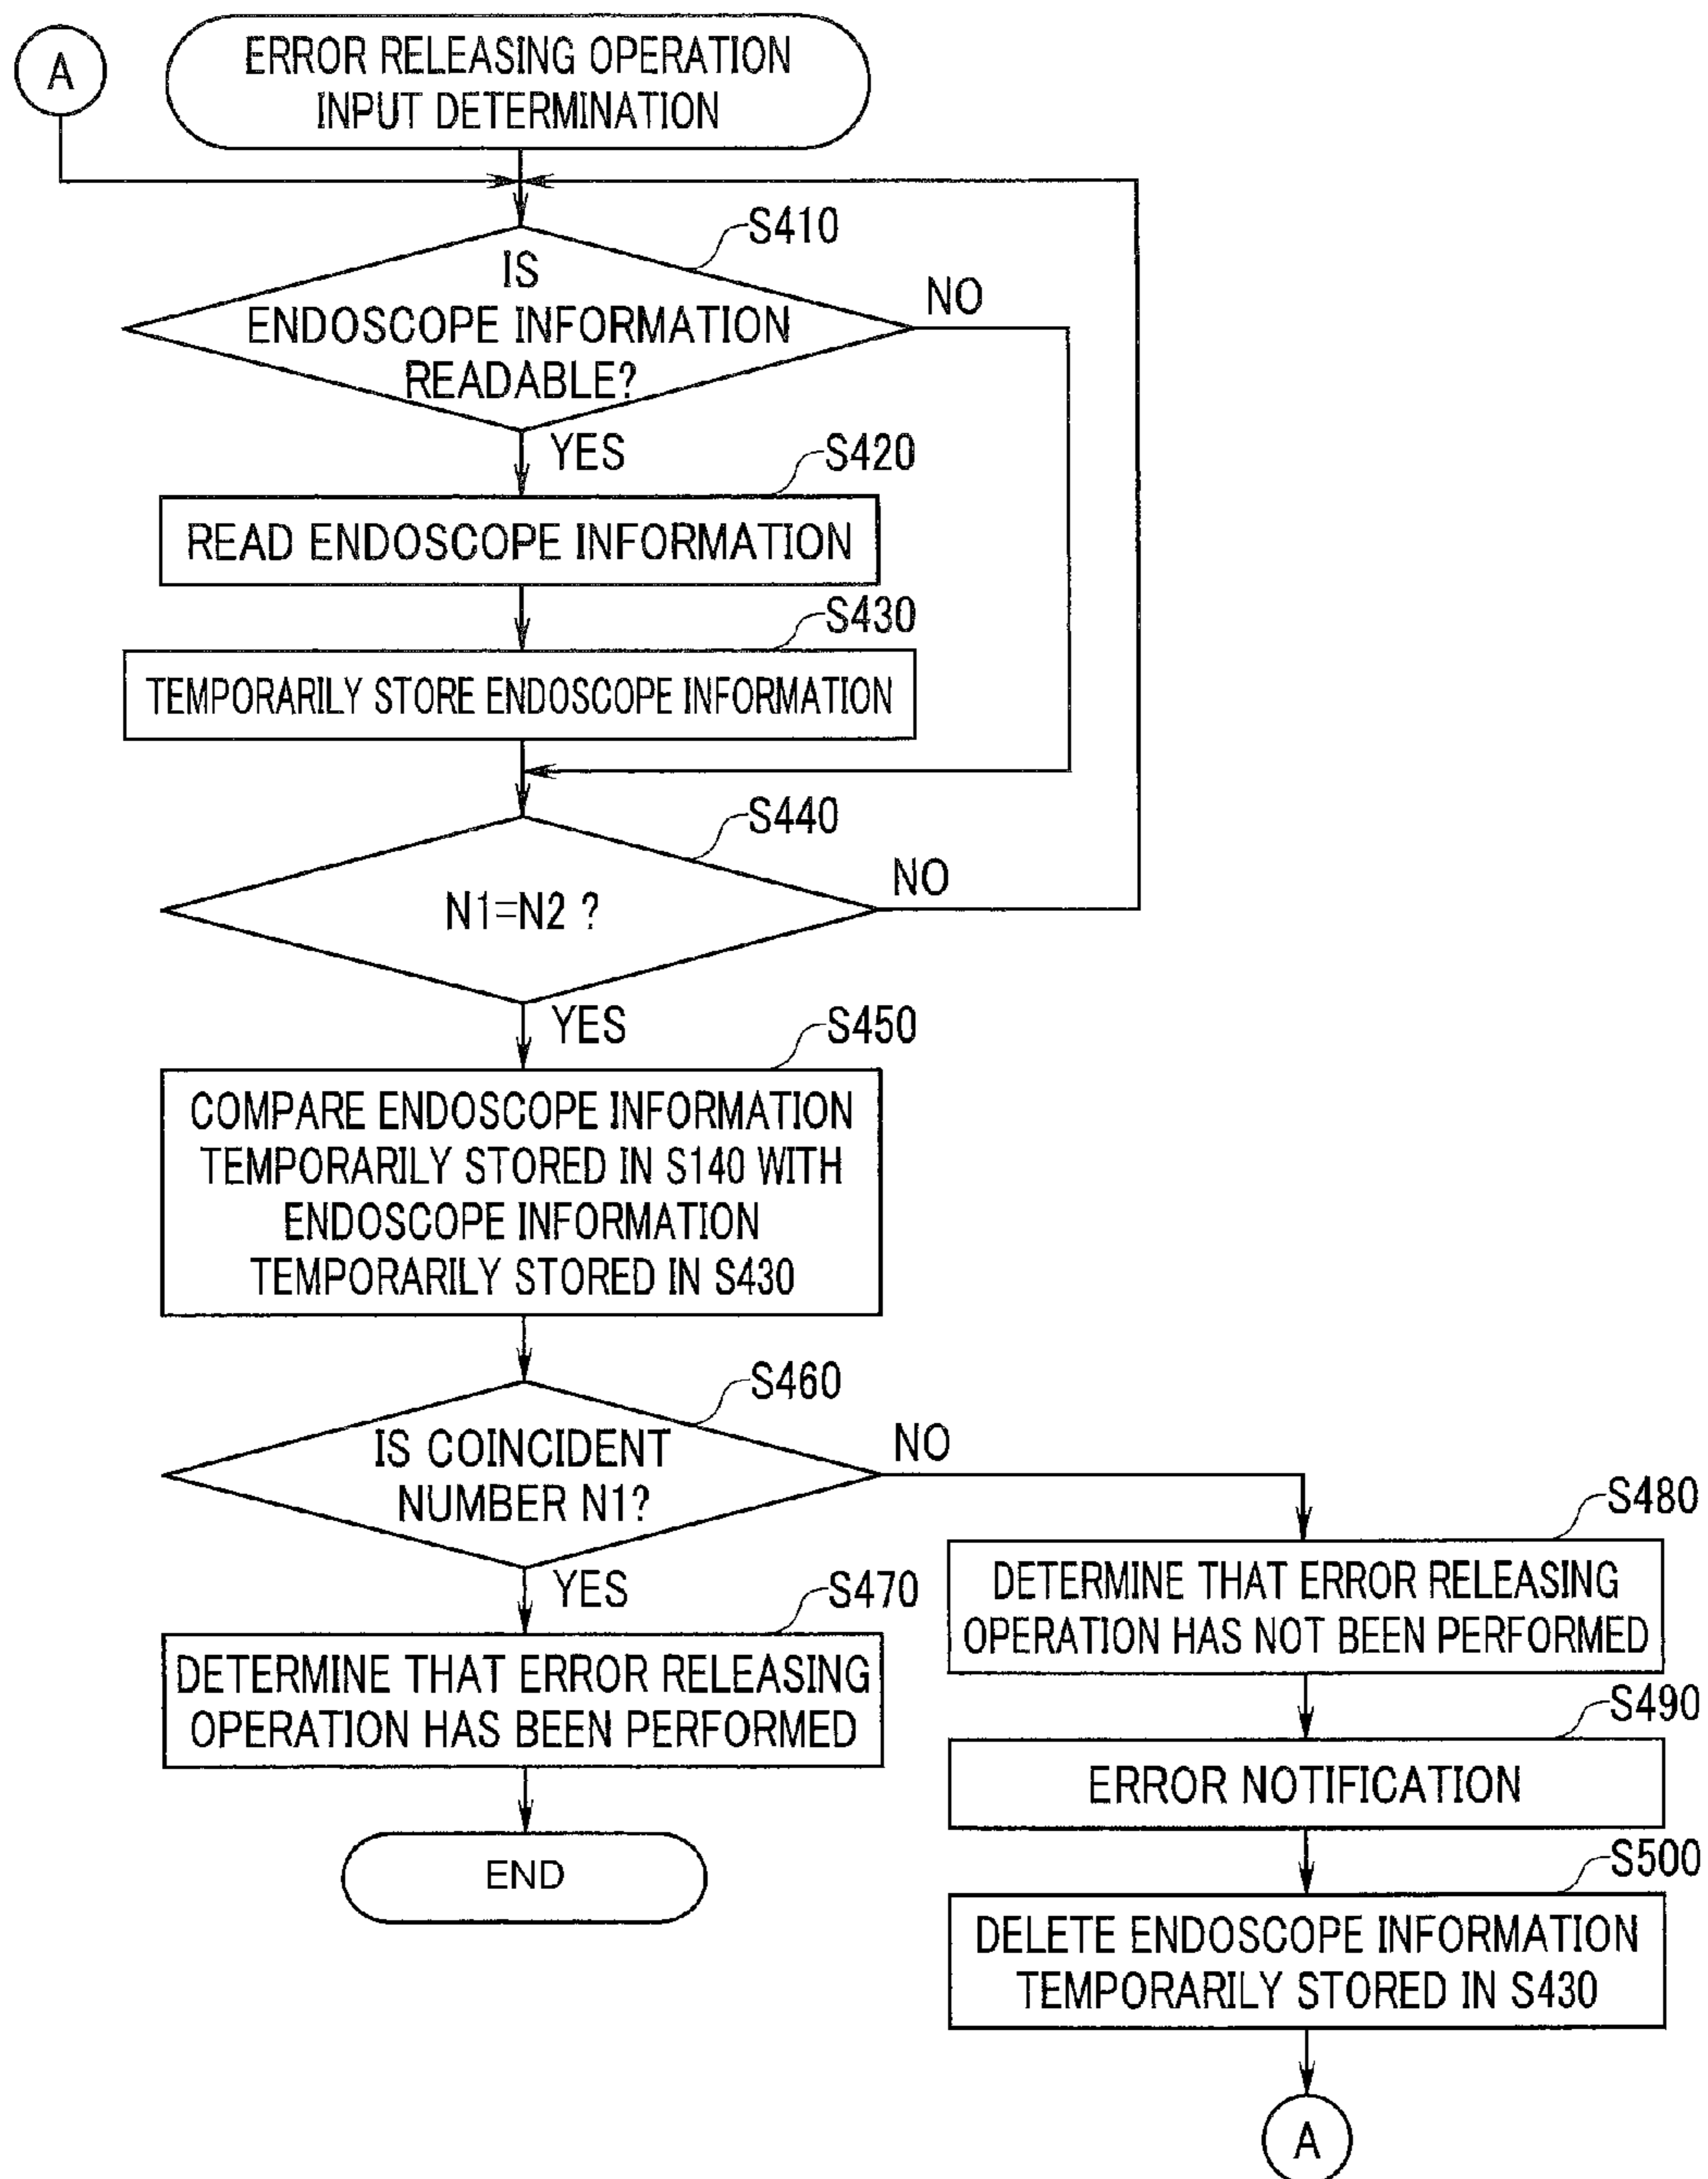 A
ERROR RELEASING OPERATION
INPUT DETERMINATION
S410
IS
ENDOSCOPE INFORMATION
READABLE?
NO
YES
S420
READ ENDOSCOPE INFORMATION
S430
TEMPORARILY STORE ENDOSCOPE INFORMATION
S440
N1=N2 ?
NO
YES
S450
COMPARE ENDOSCOPE INFORMATION
TEMPORARILY STORED IN S140 WITH
ENDOSCOPE INFORMATION
TEMPORARILY STORED IN S430
S460
IS COINCIDENT
NUMBER N1?
NO
YES
S470
DETERMINE THAT ERROR RELEASING
OPERATION HAS BEEN PERFORMED
END
S480
DETERMINE THAT ERROR RELEASING
OPERATION HAS NOT BEEN PERFORMED
S490
ERROR NOTIFICATION
S500
DELETE ENDOSCOPE INFORMATION
TEMPORARILY STORED IN S430
A